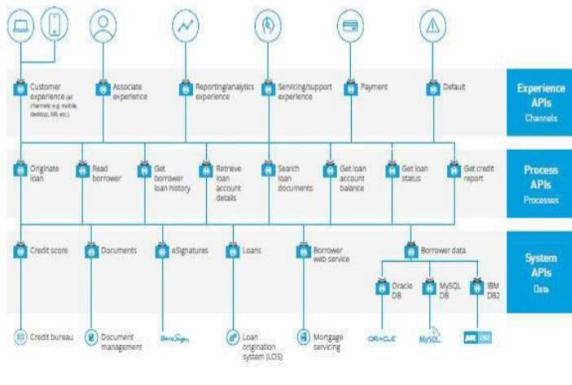 Customer
experience (all
channels e.g. mobile,
desktop, IVR, etc.)
Associate
experience
Reporting/analytics
experience
Servicing/support
experience
Payment
Default
Experience
APIs
Channels
Originate
loan
Read
borrower
Get
borrower
loan history
Retrieve
loan
account
details
Search
loan
documents
Get loan
account
balance
Get loan
status
Get credit
report
Process
APIs
Processes
Credit score
Documents
eSignatures
Loans
Borrower
web service
Borrower data
Oracle
DB
MySQL
DB
IBM
DB2
System
APIs
Data
Credit bureau
Document
management
DocuSign
Loan
origination
system (LOS)
Mortgage
servicing
ORACLE
MySQL